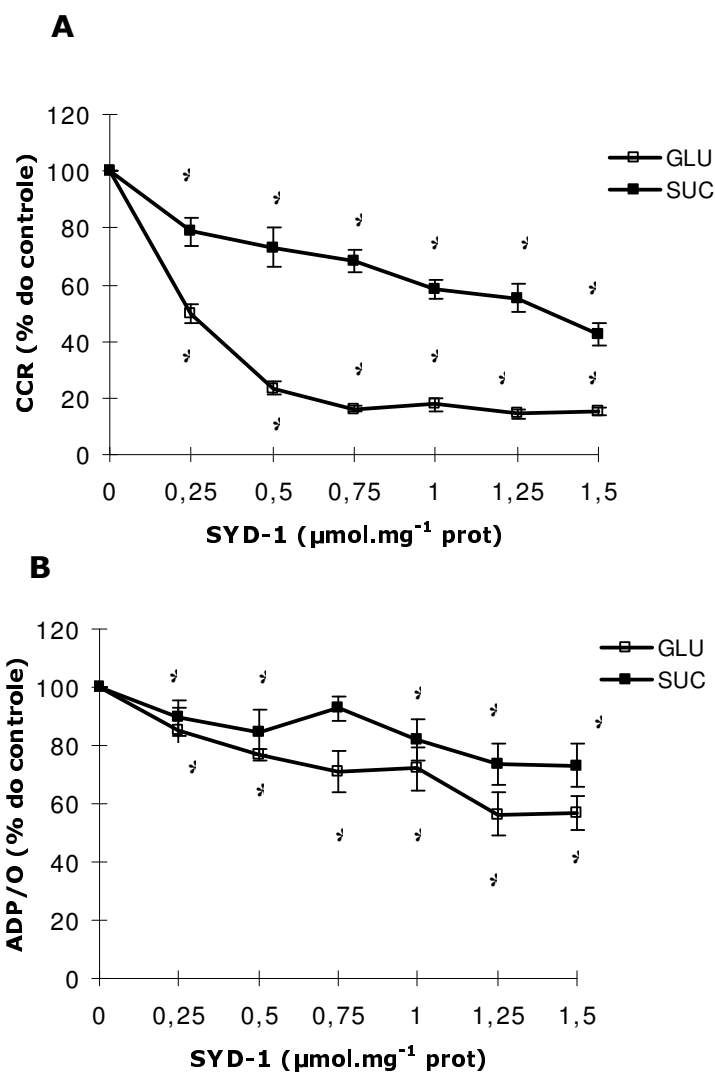 A
120
100
80
60
40
20
0
CCR (% do controle)
GLU
SUC
0 0,25 0,5 0,75 1 1,25 1,5
SYD-1 (µmol.mg⁻¹ prot)
B
120
100
80
60
40
20
0
ADP/O (% do controle)
GLU
SUC
0 0,25 0,5 0,75 1 1,25 1,5
SYD-1 (µmol.mg⁻¹ prot)